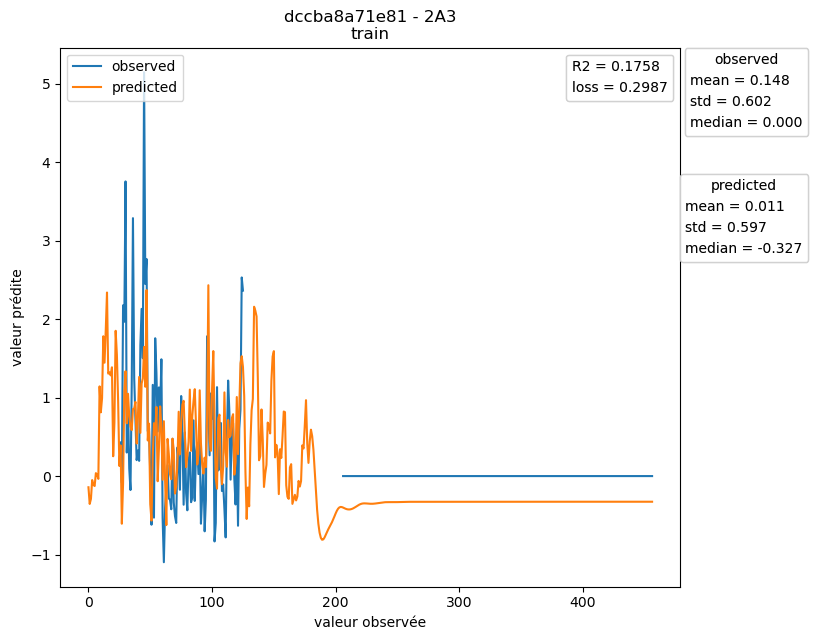 dccba8a71e81 - 2A3
train
observed
predicted
R2 = 0.1758
loss = 0.2987
observed
mean = 0.148
std = 0.602
median = 0.000
predicted
mean = 0.011
std = 0.597
median = -0.327
valeur prédite
5
4
3
2
1
0
−1
0
100
200
300
400
valeur observée